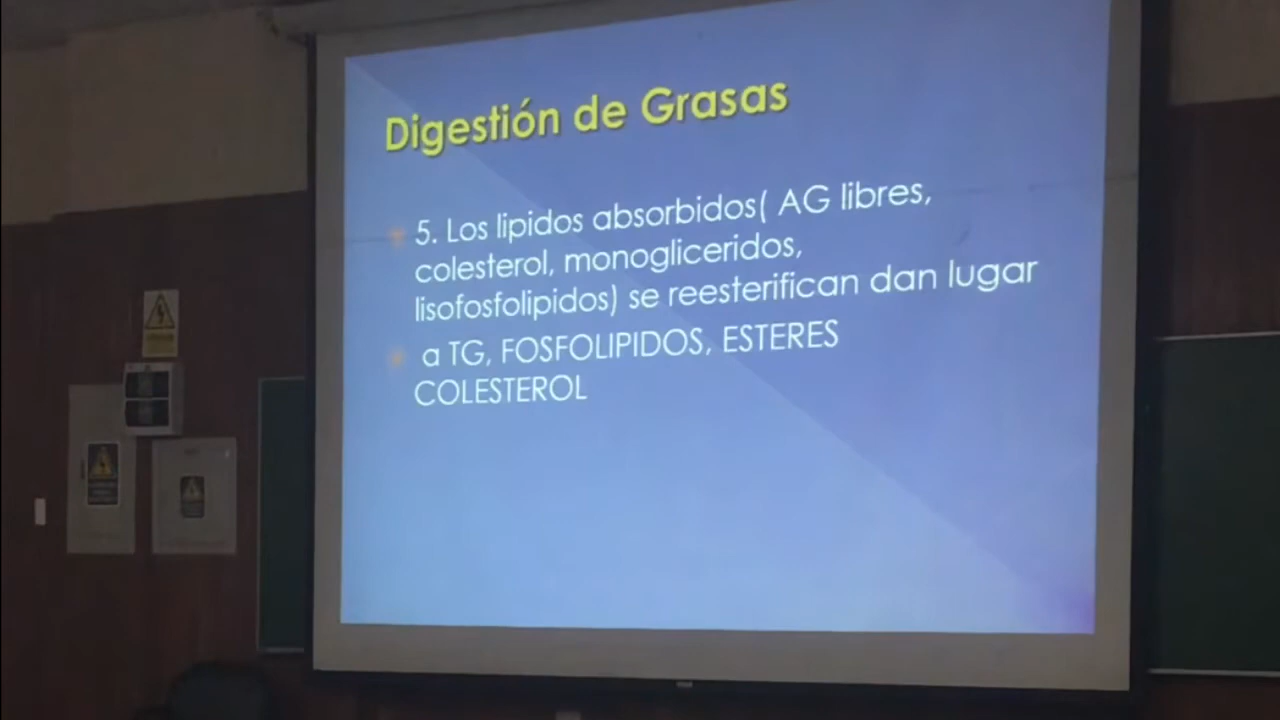 Digestión de Grasas
5. Los lipidos absorbidos( AG libres,
colesterol, monogliceridos,
lisofosfolipidos) se reesterifican dan lugar
a TG, FOSFOLIPIDOS, ESTERES
COLESTEROL